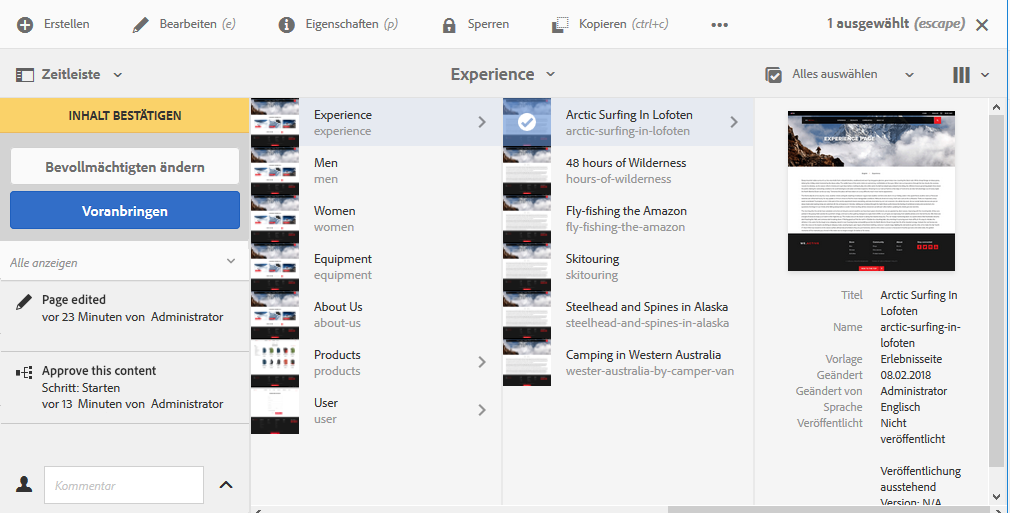 Erstellen
Bearbeiten (e)
Eigenschaften (p)
Sperren
Kopieren (ctrl+c)
1 ausgewählt (escape)
Zeitleiste
Experience
Alles auswählen
INHALT BESTÄTIGEN
Bevollmächtigten ändern
Voranbringen
Alle anzeigen
Page edited
vor 23 Minuten von Administrator
Approve this content
Schritt: Starten
vor 13 Minuten von Administrator
Kommentar
Experience
experience
Men
men
Women
women
Equipment
equipment
About Us
about-us
Products
products
User
user
Arctic Surfing In Lofoten
arctic-surfing-in-lofoten
48 hours of Wilderness
hours-of-wilderness
Fly-fishing the Amazon
fly-fishing-the-amazon
Skitouring
skitouring
Steelhead and Spines in Alaska
steelhead-and-spines-in-alaska
Camping in Western Australia
wester-australia-by-camper-van
EXPERIENCE PAGE
Titel Arctic Surfing In
Lofoten
Name arctic-surfing-in-
lofoten
Vorlage Erlebnisseite
Geändert 08.02.2018
Geändert von Administrator
Sprache Englisch
Veröffentlicht Nicht
veröffentlicht
Veröffentlichung
ausstehend
Version: N/A